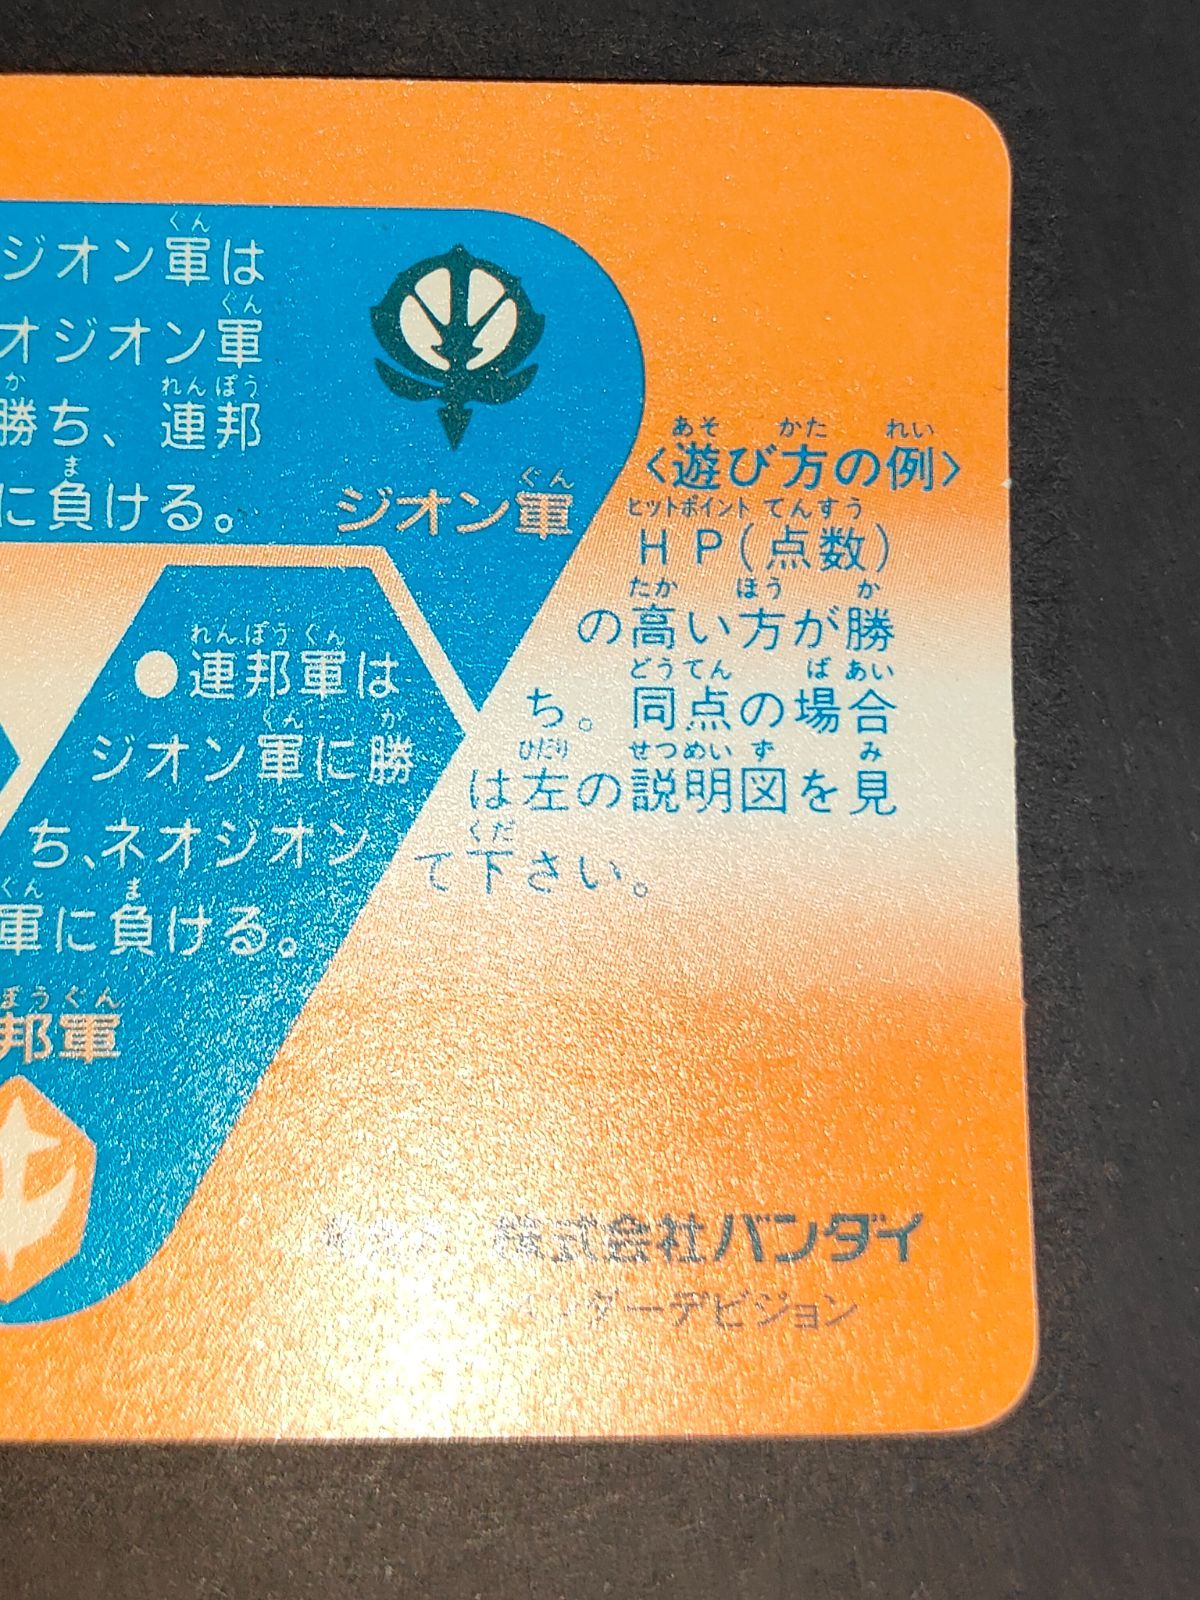 ジオン軍は
オジオン軍
勝ち、連邦
に負ける。
ジオン軍
●連邦軍は
ジオン軍に勝
ち、ネオジオン
軍に負ける。
邦軍
〈遊び方の例〉
HP(点数)
の高い方が勝
ち。同点の場合
は左の説明図を見
て下さい。
株式会社バンダイ
ベンダーデビジョン